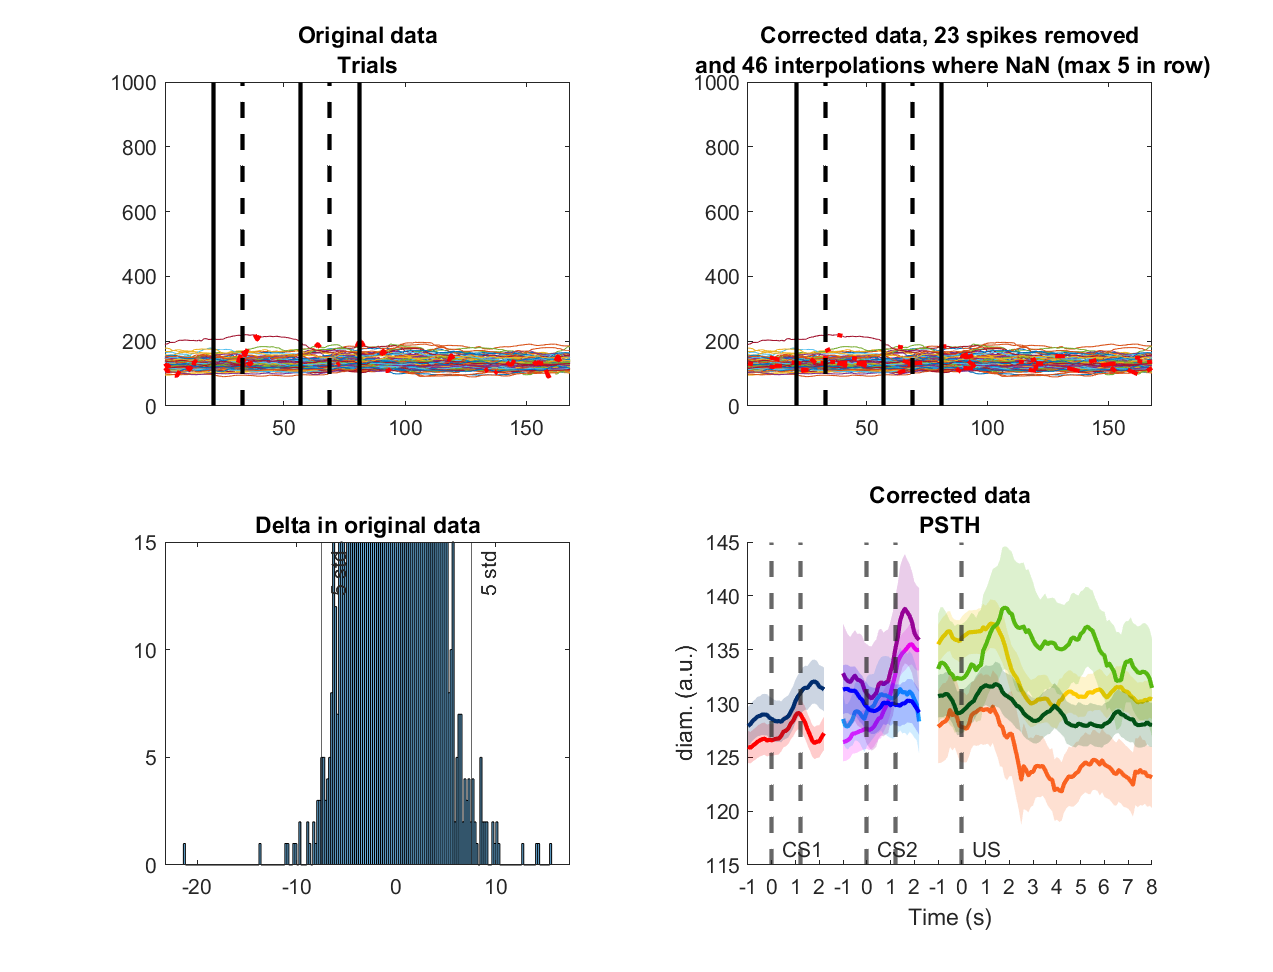 Original data
Trials
1000
800
600
400
200
0
50
100
150
Corrected data, 23 spikes removed
and 46 interpolations where NaN (max 5 in row)
1000
800
600
400
200
0
50
100
150
Delta in original data
15
10
5
0
5 std
5 std
-20
-10
0
10
Corrected data
PSTH
diam. (a.u.)
145
140
135
130
125
120
115
CS1
CS2
US
-1 0 1 2 -1 0 1 2 -1 0 1 2 3 4 5 6 7 8
Time (s)